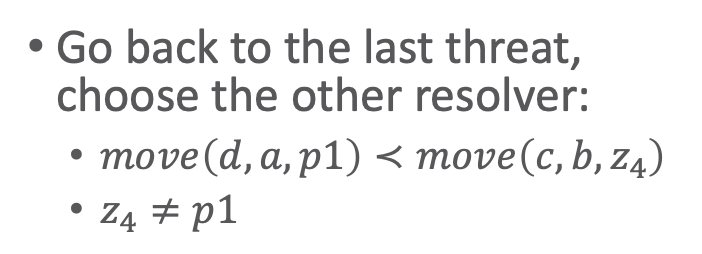 • Go back to the last threat,
choose the other resolver:
• move(d, a, p1) ≺ move(c, b, z₄)
• z₄ ≠ p1